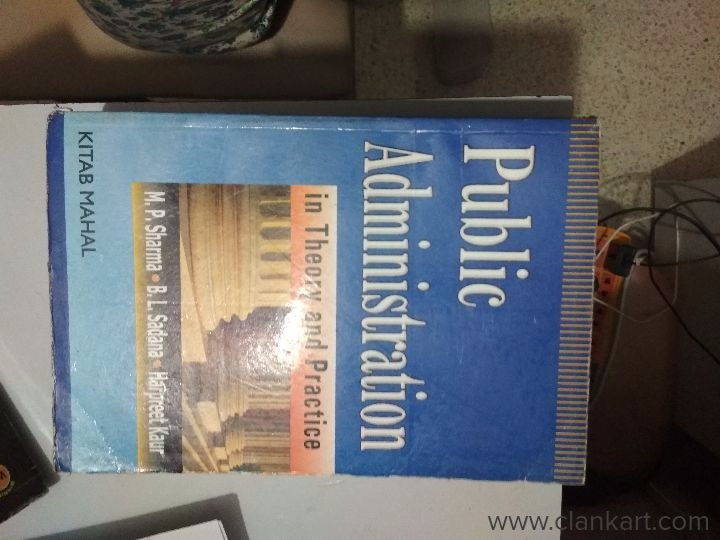 Public
Administration
in Theory and Practice
M. P. Sharma • B. L. Sadana • Harpreet Kaur
KITAB MAHAL
www.clankart.com